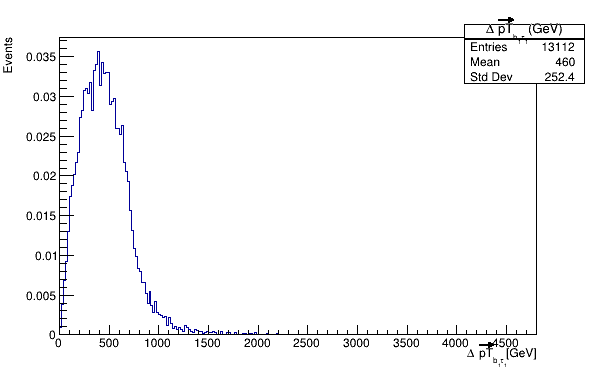 Δ pT b₁τ₁ (GeV)
Entries 13112
Mean 460
Std Dev 252.4
Events
0.035
0.03
0.025
0.02
0.015
0.01
0.005
0
0 500 1000 1500 2000 2500 3000 3500 4000 4500
Δ pT b₁τ₁ [GeV]